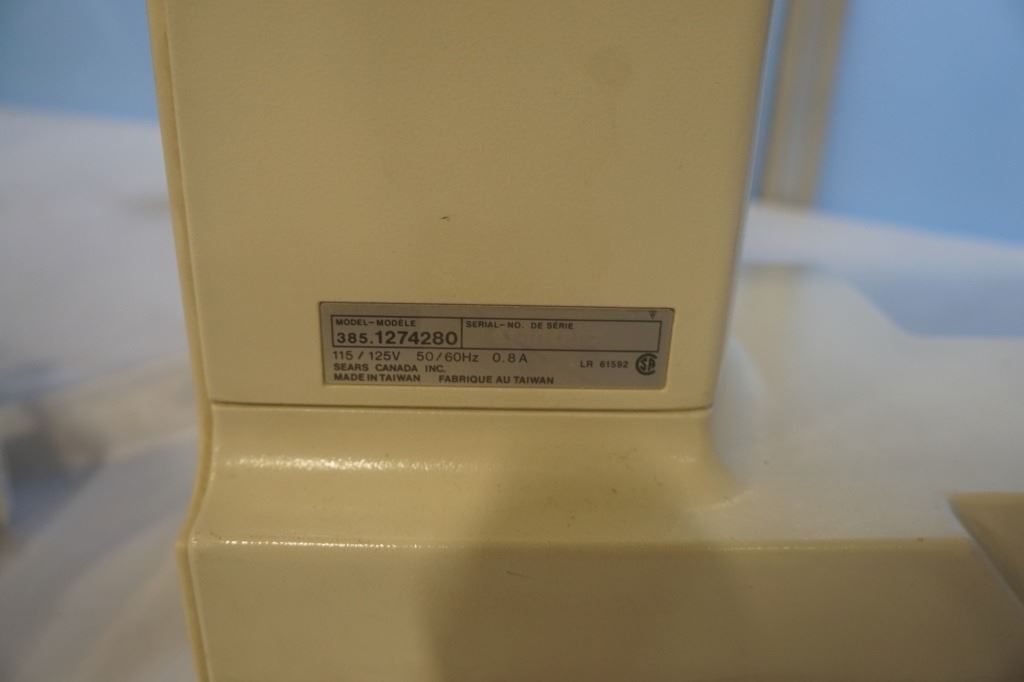 MODEL-MODÈLE SERIAL-NO. DE SÉRIE
385.1274280
115/125V 50/60Hz 0.8A
SEARS CANADA INC. LR 61592 SA
MADE IN TAIWAN FABRIQUE AU TAIWAN